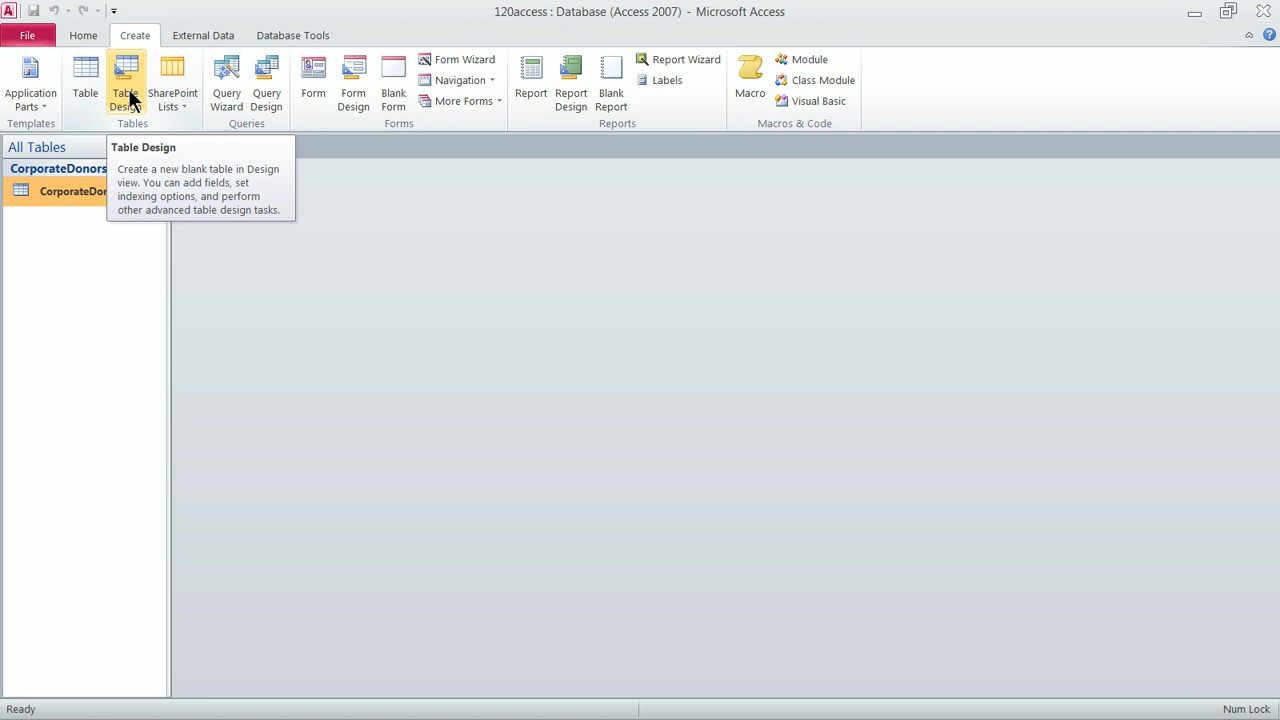 120access : Database (Access 2007) - Microsoft Access
File Home Create External Data Database Tools
Application Parts
Table
Table Design
SharePoint Lists
Query Wizard
Query Design
Form
Form Design
Blank Form
Form Wizard
Navigation
More Forms
Report
Report Design
Blank Report
Report Wizard
Labels
Macro
Module
Class Module
Visual Basic
Templates Tables Queries Forms Reports Macros & Code
All Tables
CorporateDonors
CorporateDor
Table Design
Create a new blank table in Design
view. You can add fields, set
indexing options, and perform
other advanced table design tasks.
Ready Num Lock